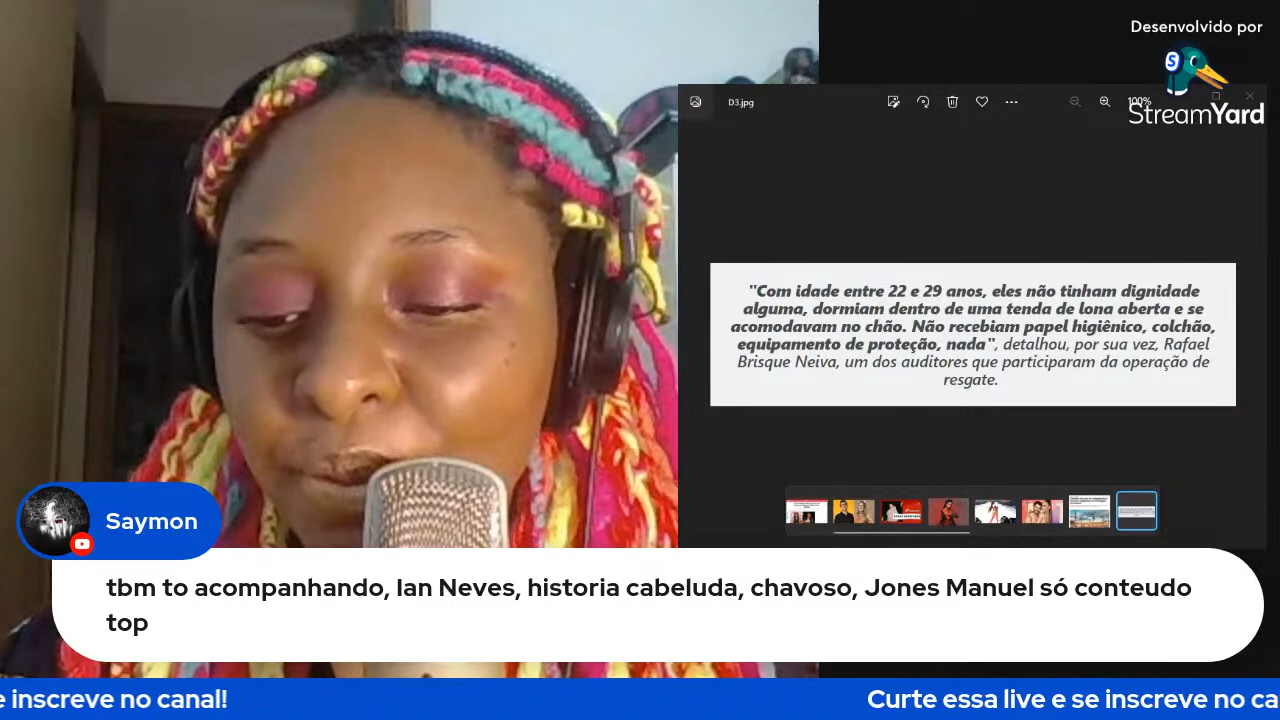 Desenvolvido por
S
StreamYard
D3.jpg
100%
"Com idade entre 22 e 29 anos, eles não tinham dignidade
alguma, dormiam dentro de uma tenda de lona aberta e se
acomodavam no chão. Não recebiam papel higiênico, colchão,
equipamento de proteção, nada", detalhou, por sua vez, Rafael
Brisque Neiva, um dos auditores que participaram da operação de
resgate.
Saymon
tbm to acompanhando, Ian Neves, historia cabeluda, chavoso, Jones Manuel só conteudo
top
e inscreve no canal!
Curte essa live e se inscreve no ca